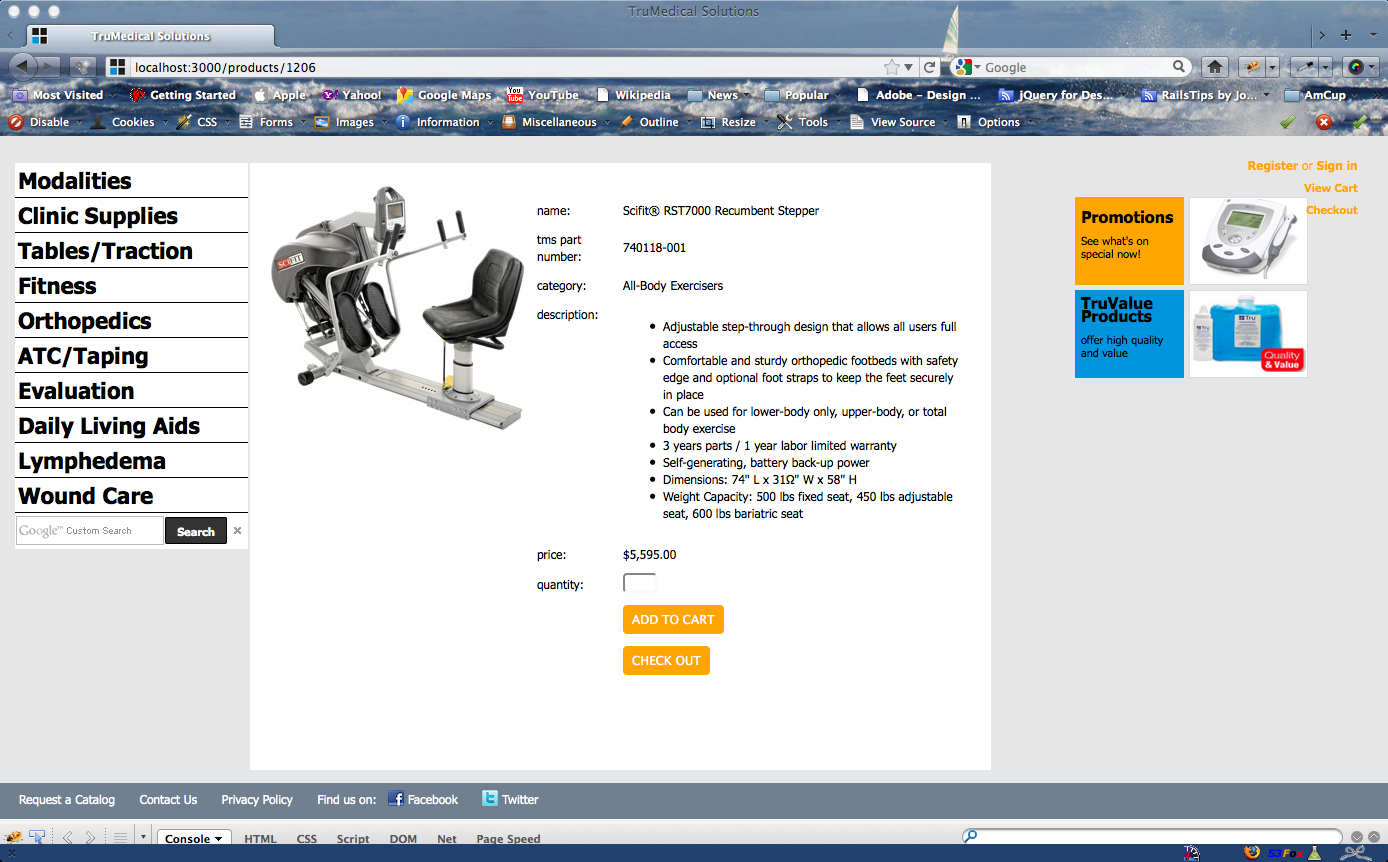 TruMedical Solutions
TruMedical Solutions
localhost:3000/products/1206
Google
Most Visited Getting Started Apple Yahoo! Google Maps YouTube Wikipedia News Popular Adobe – Design ... jQuery for Des... RailsTips by Jo... AmCup
Disable Cookies CSS Forms Images Information Miscellaneous Outline Resize Tools View Source Options
Register or Sign in
View Cart
Checkout
Modalities
Clinic Supplies
Tables/Traction
Fitness
Orthopedics
ATC/Taping
Evaluation
Daily Living Aids
Lymphedema
Wound Care
Google™ Custom Search
Search
SCIFIT
name: Scifit® RST7000 Recumbent Stepper
tms part number: 740118-001
category: All-Body Exercisers
description:
• Adjustable step-through design that allows all users full
access
• Comfortable and sturdy orthopedic footbeds with safety
edge and optional foot straps to keep the feet securely
in place
• Can be used for lower-body only, upper-body, or total
body exercise
• 3 years parts / 1 year labor limited warranty
• Self-generating, battery back-up power
• Dimensions: 74" L x 31Ω" W x 58" H
• Weight Capacity: 500 lbs fixed seat, 450 lbs adjustable
seat, 600 lbs bariatric seat
price: $5,595.00
quantity:
ADD TO CART
CHECK OUT
Promotions
See what's on
special now!
TruValue
Products
offer high quality
and value
Tru
Quality
& Value
Request a Catalog Contact Us Privacy Policy Find us on: Facebook Twitter
Console HTML CSS Script DOM Net Page Speed
S3Fox